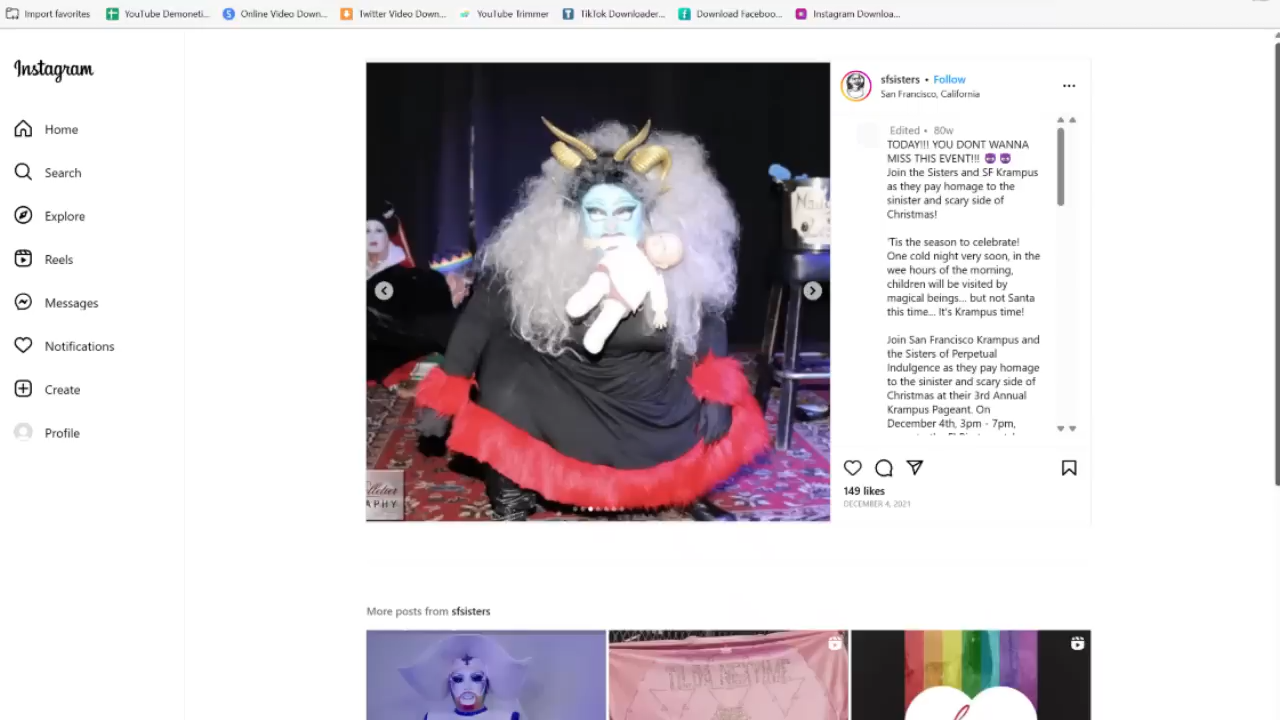 Import favorites
YouTube Demoneti...
Online Video Down...
Twitter Video Down...
YouTube Trimmer
TikTok Downloader...
Download Faceboo...
Instagram Downloa...
Instagram
Home
Search
Explore
Reels
Messages
Notifications
Create
Profile
APHY
sfsisters • Follow
San Francisco, California
Edited • 80w
TODAY!!! YOU DONT WANNA
MISS THIS EVENT!!! 😈 😈
Join the Sisters and SF Krampus
as they pay homage to the
sinister and scary side of
Christmas!
'Tis the season to celebrate!
One cold night very soon, in the
wee hours of the morning,
children will be visited by
magical beings... but not Santa
this time... It's Krampus time!
Join San Francisco Krampus and
the Sisters of Perpetual
Indulgence as they pay homage
to the sinister and scary side of
Christmas at their 3rd Annual
Krampus Pageant. On
December 4th, 3pm - 7pm,
149 likes
DECEMBER 4, 2021
More posts from sfsisters